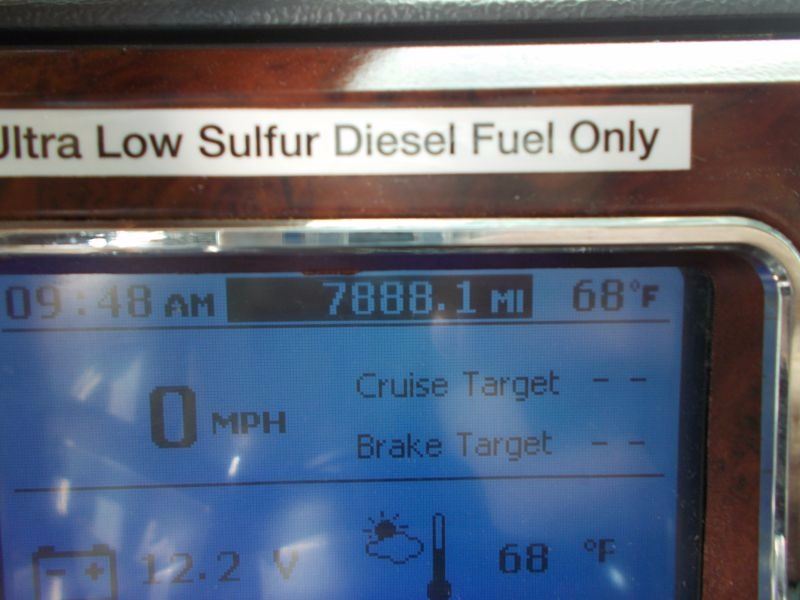 Ultra Low Sulfur Diesel Fuel Only
09:48 AM 7888.1 MI 68°F
0 MPH
Cruise Target --
Brake Target --
12.2 V 68 °F